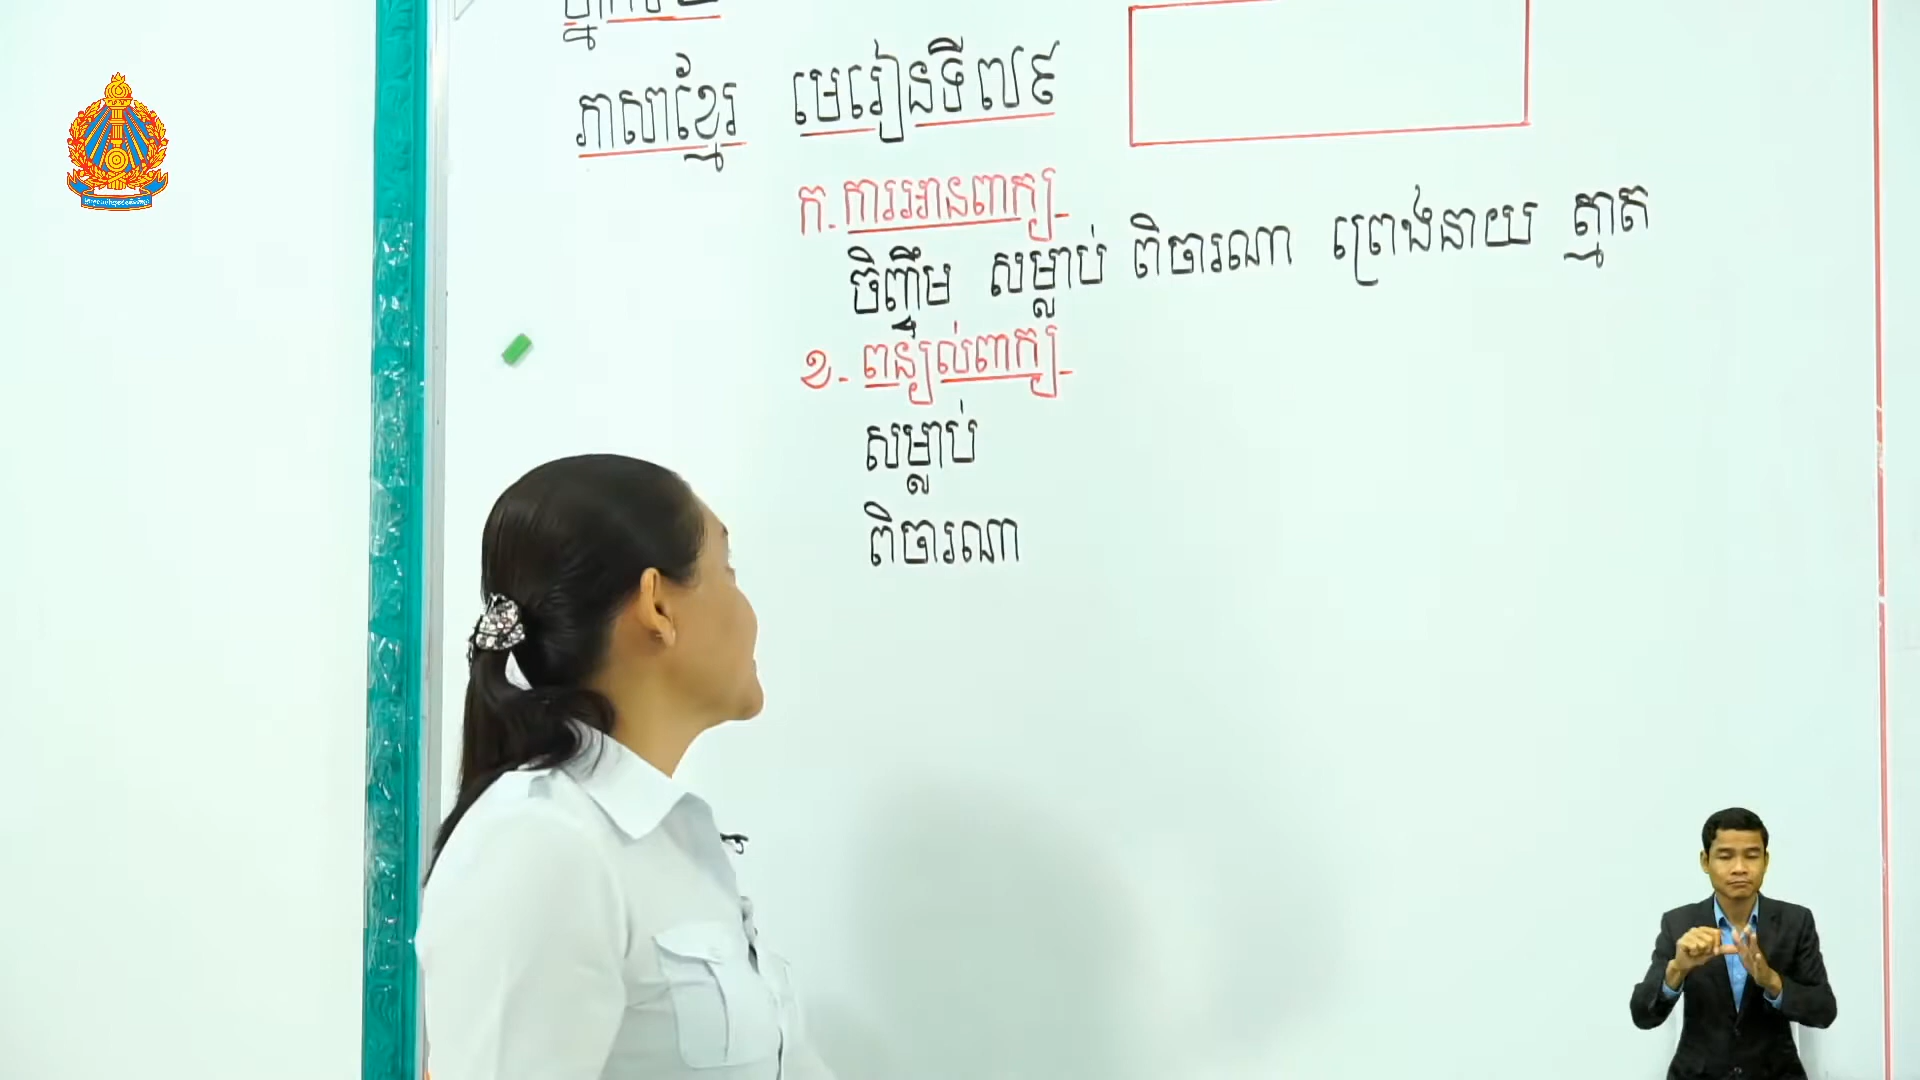 ភាសាខ្មែរ មេរៀនទី៧៩
ក. ការអានពាក្យ
ចិញ្ចឹម សម្លាប់ ពិចារណា ព្រេងនាយ ត្មាត
ខ. ពន្យល់ពាក្យ
សម្លាប់
ពិចារណា